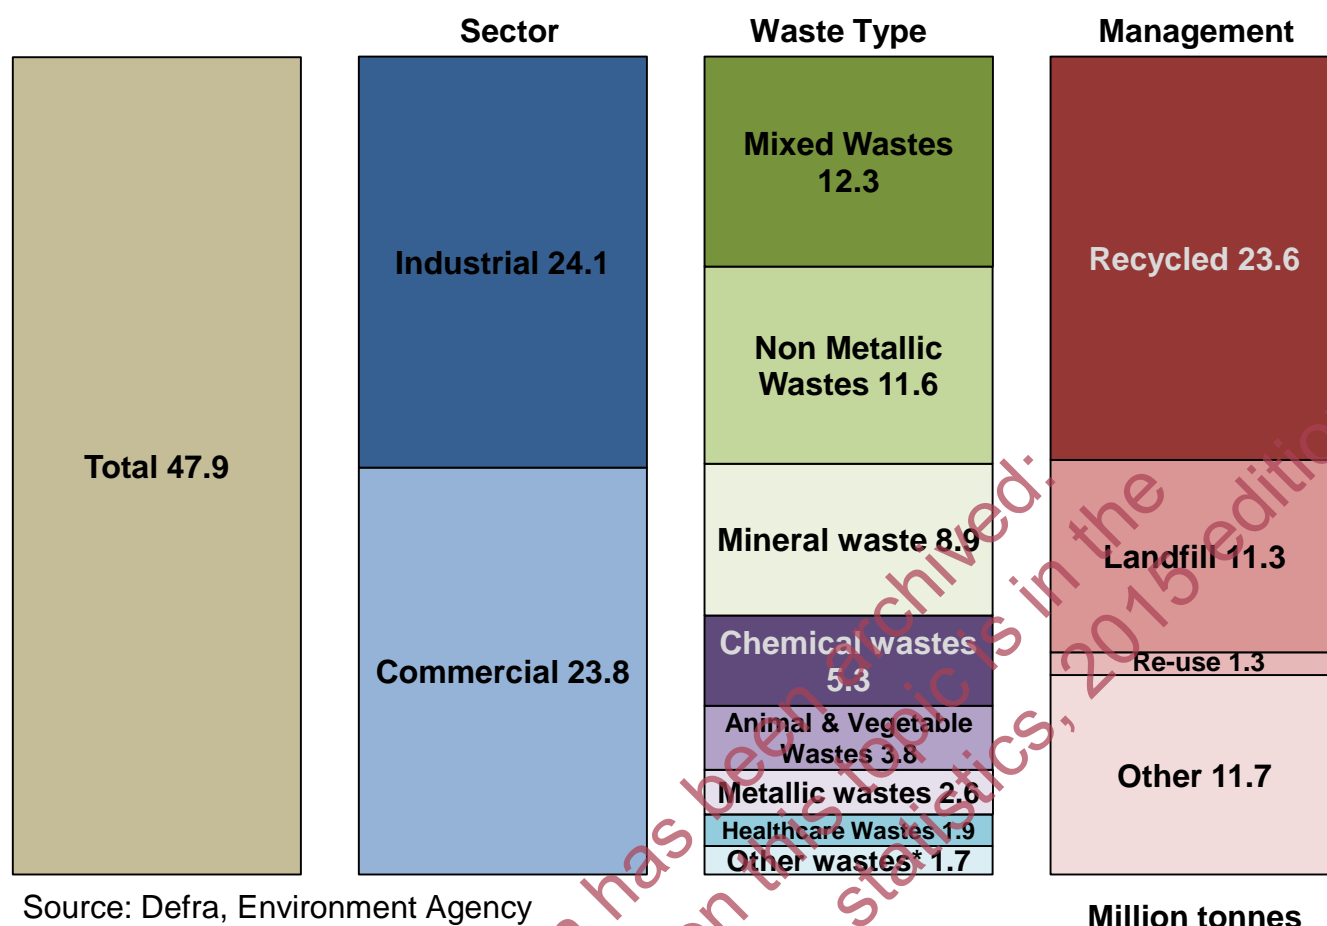 Sector
Waste Type
Management
Total 47.9
Industrial 24.1
Commercial 23.8
Mixed Wastes
12.3
Non Metallic
Wastes 11.6
Mineral waste 8.9
Chemical wastes
5.3
Animal & Vegetable
Wastes 3.8
Metallic wastes 2.6
Healthcare Wastes 1.9
Other wastes* 1.7
Recycled 23.6
Landfill 11.3
Re-use 1.3
Other 11.7
Source: Defra, Environment Agency
Million tonnes
has been archived:
on this topic is in the
statistics, 2015